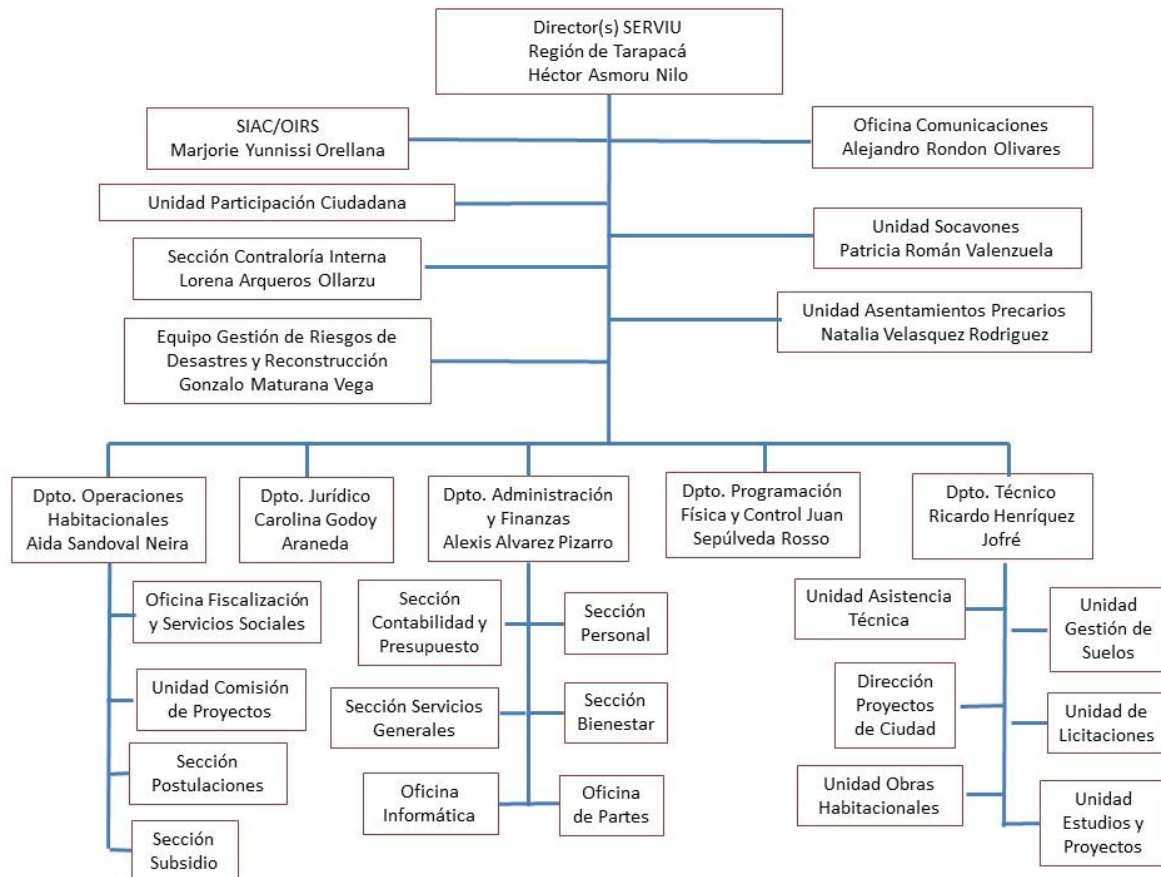 Director(s) SERVIU
Región de Tarapacá
Héctor Asmoru Nilo
SIAC/OIRS
Marjorie Yunnissi Orellana
Oficina Comunicaciones
Alejandro Rondon Olivares
Unidad Participación Ciudadana
Unidad Socavones
Patricia Román Valenzuela
Sección Contraloría Interna
Lorena Arqueros Ollarzu
Unidad Asentamientos Precarios
Natalia Velasquez Rodriguez
Equipo Gestión de Riesgos de
Desastres y Reconstrucción
Gonzalo Maturana Vega
Dpto. Operaciones
Habitacionales
Aida Sandoval Neira
Dpto. Jurídico
Carolina Godoy
Araneda
Dpto. Administración
y Finanzas
Alexis Alvarez Pizarro
Dpto. Programación
Física y Control Juan
Sepúlveda Rosso
Dpto. Técnico
Ricardo Henríquez
Jofré
Oficina Fiscalización
y Servicios Sociales
Unidad Comisión
de Proyectos
Sección
Postulaciones
Sección
Subsidio
Sección
Contabilidad y
Presupuesto
Sección
Personal
Sección Servicios
Generales
Sección
Bienestar
Oficina
Informática
Oficina
de Partes
Unidad Asistencia
Técnica
Unidad
Gestión de
Suelos
Dirección
Proyectos
de Ciudad
Unidad de
Licitaciones
Unidad Obras
Habitacionales
Unidad
Estudios y
Proyectos